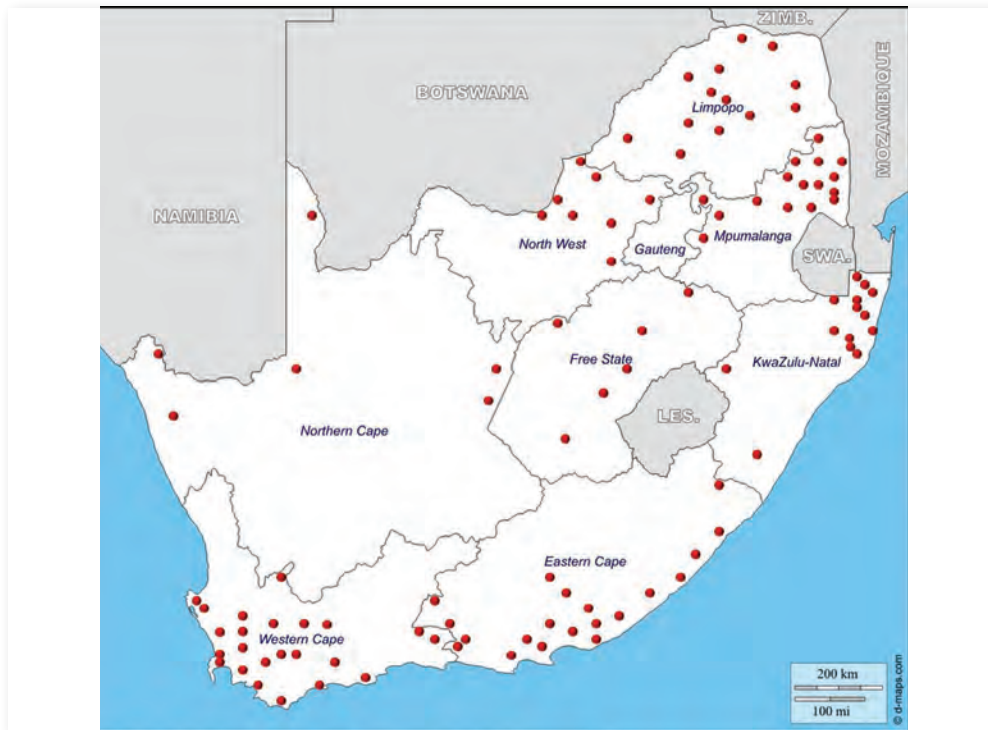 ZIMB.
BOTSWANA
MOZAMBIQUE
Limpopo
NAMIBIA
North West
Gauteng
Mpumalanga
SWA.
Free State
KwaZulu-Natal
LES.
Northern Cape
Eastern Cape
Western Cape
200 km
100 mi
© d-maps.com